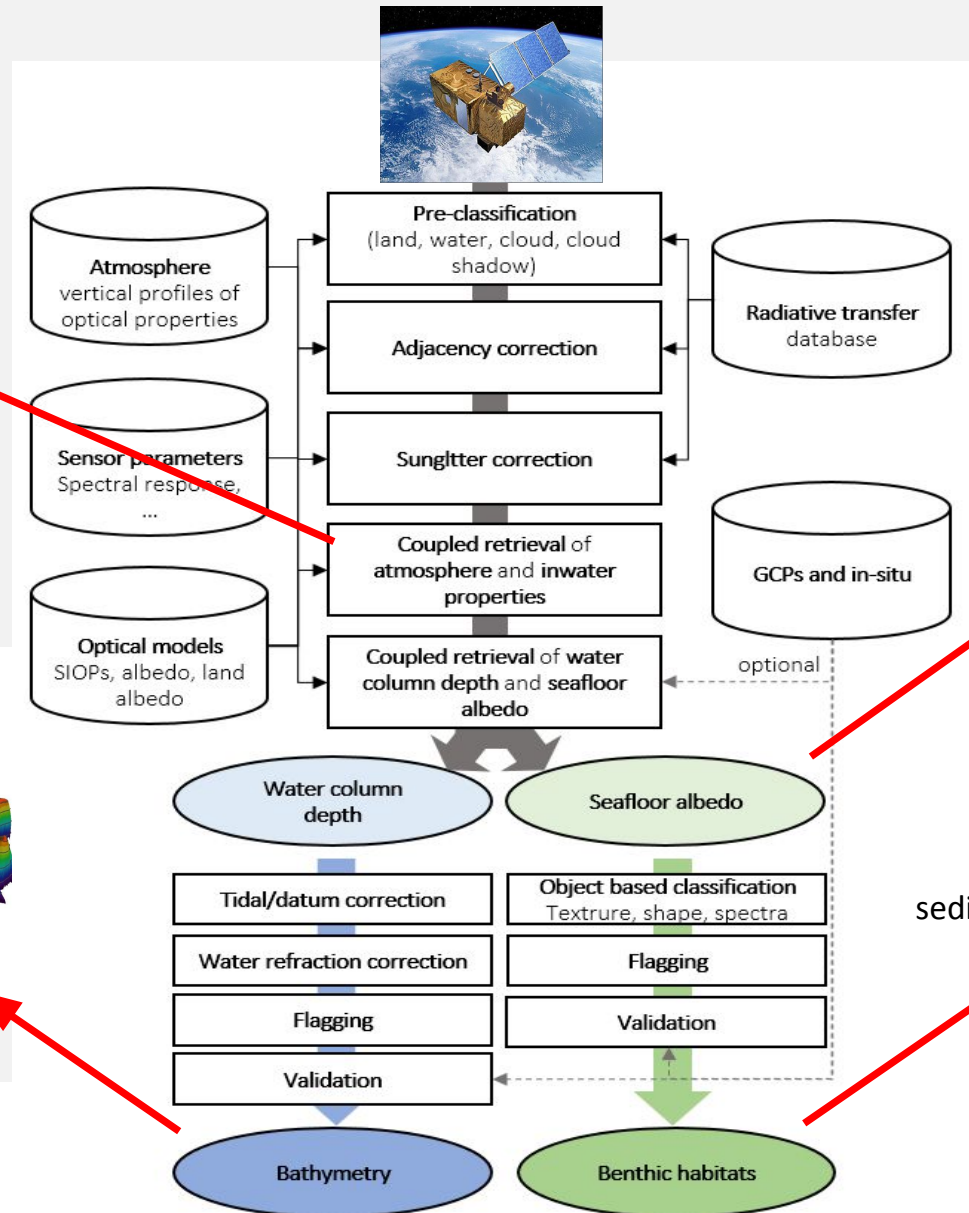 Pre-classification
(land, water, cloud, cloud
shadow)
Atmosphere
vertical profiles of
optical properties
Radiative transfer
database
Adjacency correction
Sensor parameters
Spectral response,
...
Sungltter correction
Coupled retrieval of
atmosphere and inwater
properties
GCPs and in-situ
Optical models
SIOPs, albedo, land
albedo
Coupled retrieval of water
column depth and seafloor
albedo
optional
Water column
depth
Seafloor albedo
Tidal/datum correction
Object based classification
Textrure, shape, spectra
sedi
Water refraction correction
Flagging
Flagging
Validation
Validation
Bathymetry
Benthic habitats